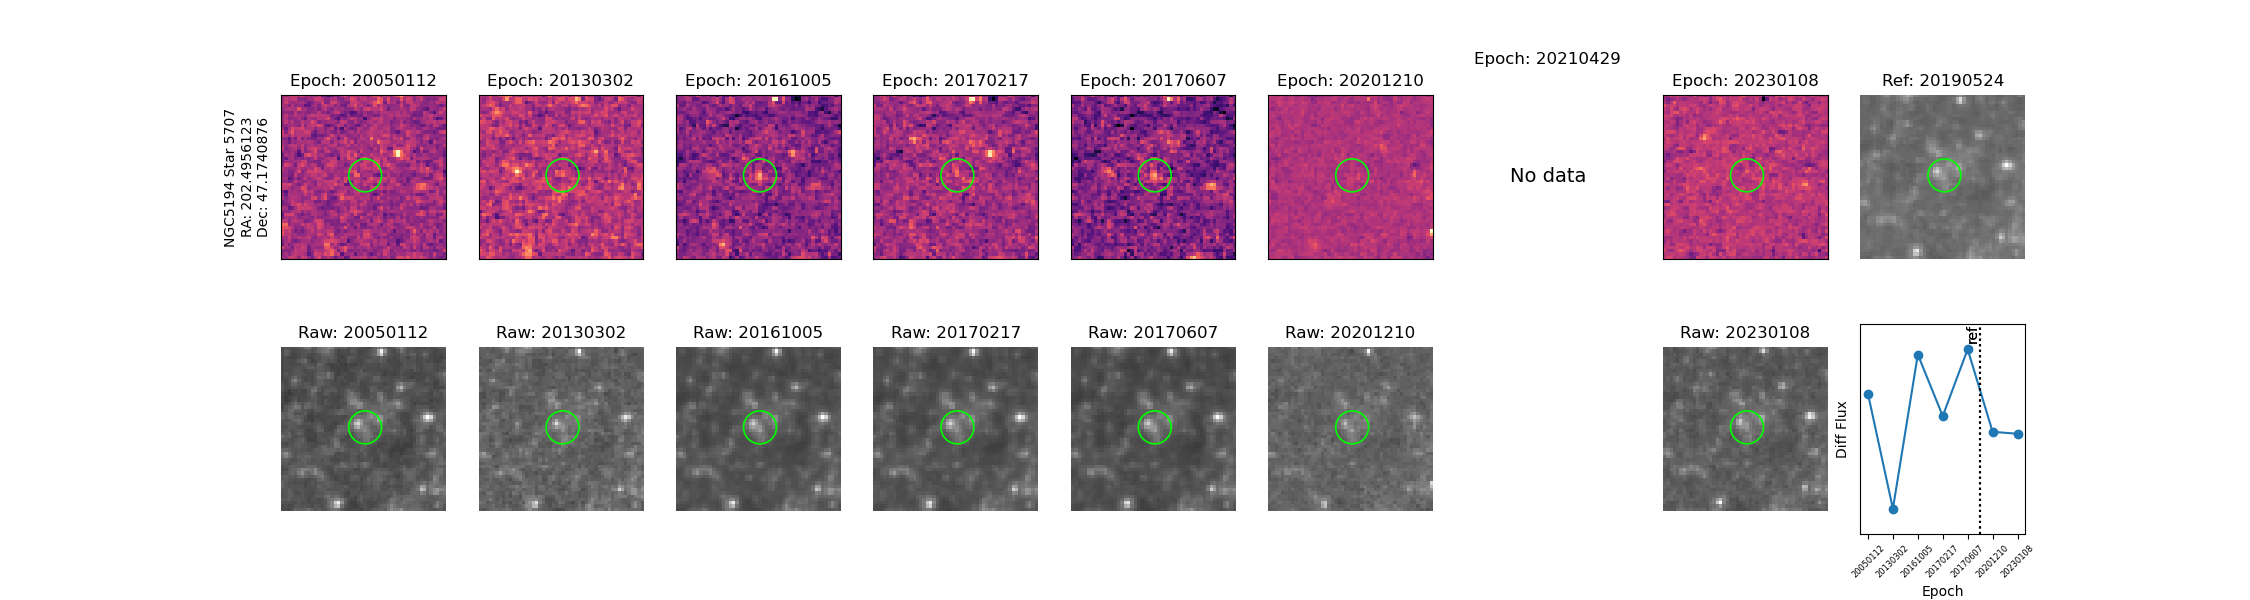 Epoch: 20210429
Epoch: 20050112
Epoch: 20130302
Epoch: 20161005
Epoch: 20170217
Epoch: 20170607
Epoch: 20201210
Epoch: 20230108
Ref: 20190524
NGC5194 Star 5707
RA: 202.4956123
Dec: 47.1740876
No data
Raw: 20050112
Raw: 20130302
Raw: 20161005
Raw: 20170217
Raw: 20170607
Raw: 20201210
Raw: 20230108
ref
Diff Flux
20050112
20130302
20161005
20170217
20170607
20201210
20230108
Epoch